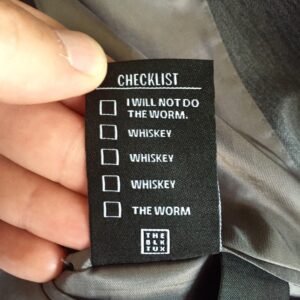 CHECKLIST
I WILL NOT DO
THE WORM.
WHISKEY
WHISKEY
WHISKEY
THE WORM
THE
BLK
TUX